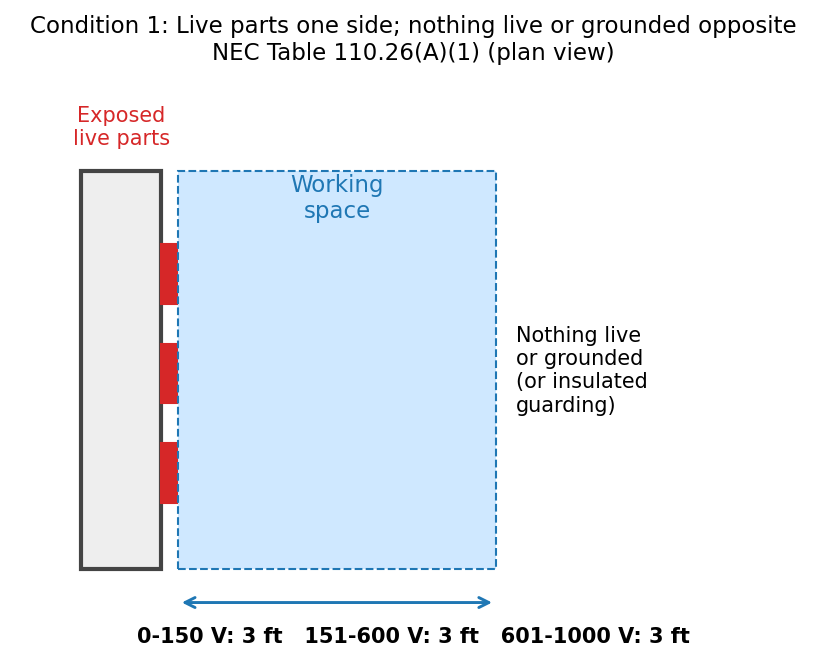 Condition 1: Live parts one side; nothing live or grounded opposite
NEC Table 110.26(A)(1) (plan view)
Exposed
live parts
Working
space
Nothing live
or grounded
(or insulated
guarding)
0-150 V: 3 ft   151-600 V: 3 ft   601-1000 V: 3 ft